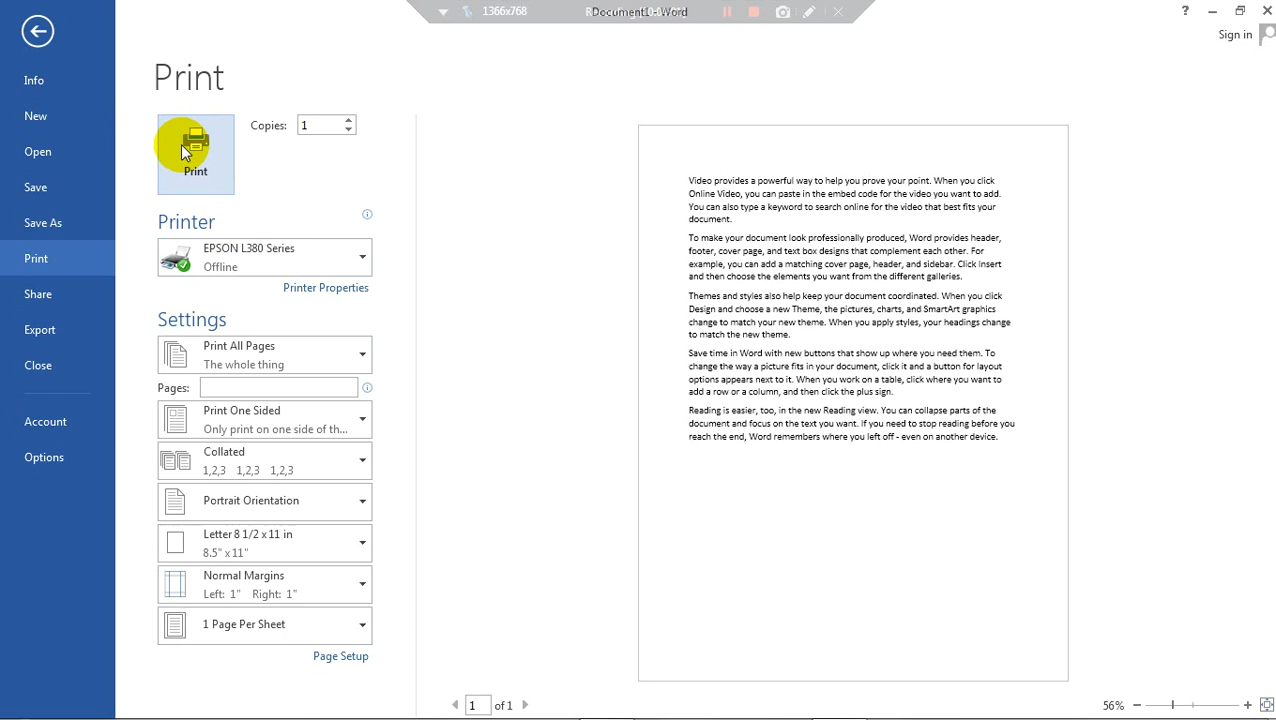 1366x768
Document1 - Word
Sign in
Info
New
Open
Save
Save As
Print
Share
Export
Close
Account
Options
Print
Print
Copies: 1
Printer
EPSON L380 Series
Offline
Printer Properties
Settings
Print All Pages
The whole thing
Pages:
Print One Sided
Only print on one side of th...
Collated
1,2,3 1,2,3 1,2,3
Portrait Orientation
Letter 8 1/2 x 11 in
8.5" x 11"
Normal Margins
Left: 1" Right: 1"
1 Page Per Sheet
Page Setup
Video provides a powerful way to help you prove your point. When you click
Online Video, you can paste in the embed code for the video you want to add.
You can also type a keyword to search online for the video that best fits your
document.
To make your document look professionally produced, Word provides header,
footer, cover page, and text box designs that complement each other. For
example, you can add a matching cover page, header, and sidebar. Click Insert
and then choose the elements you want from the different galleries.
Themes and styles also help keep your document coordinated. When you click
Design and choose a new Theme, the pictures, charts, and SmartArt graphics
change to match your new theme. When you apply styles, your headings change
to match the new theme.
Save time in Word with new buttons that show up where you need them. To
change the way a picture fits in your document, click it and a button for layout
options appears next to it. When you work on a table, click where you want to
add a row or a column, and then click the plus sign.
Reading is easier, too, in the new Reading view. You can collapse parts of the
document and focus on the text you want. If you need to stop reading before you
reach the end, Word remembers where you left off - even on another device.
1 of 1
56%